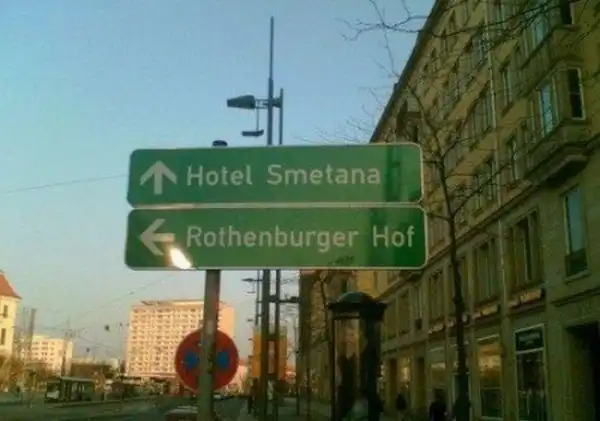 Hotel Smetana
Rothenburger Hof